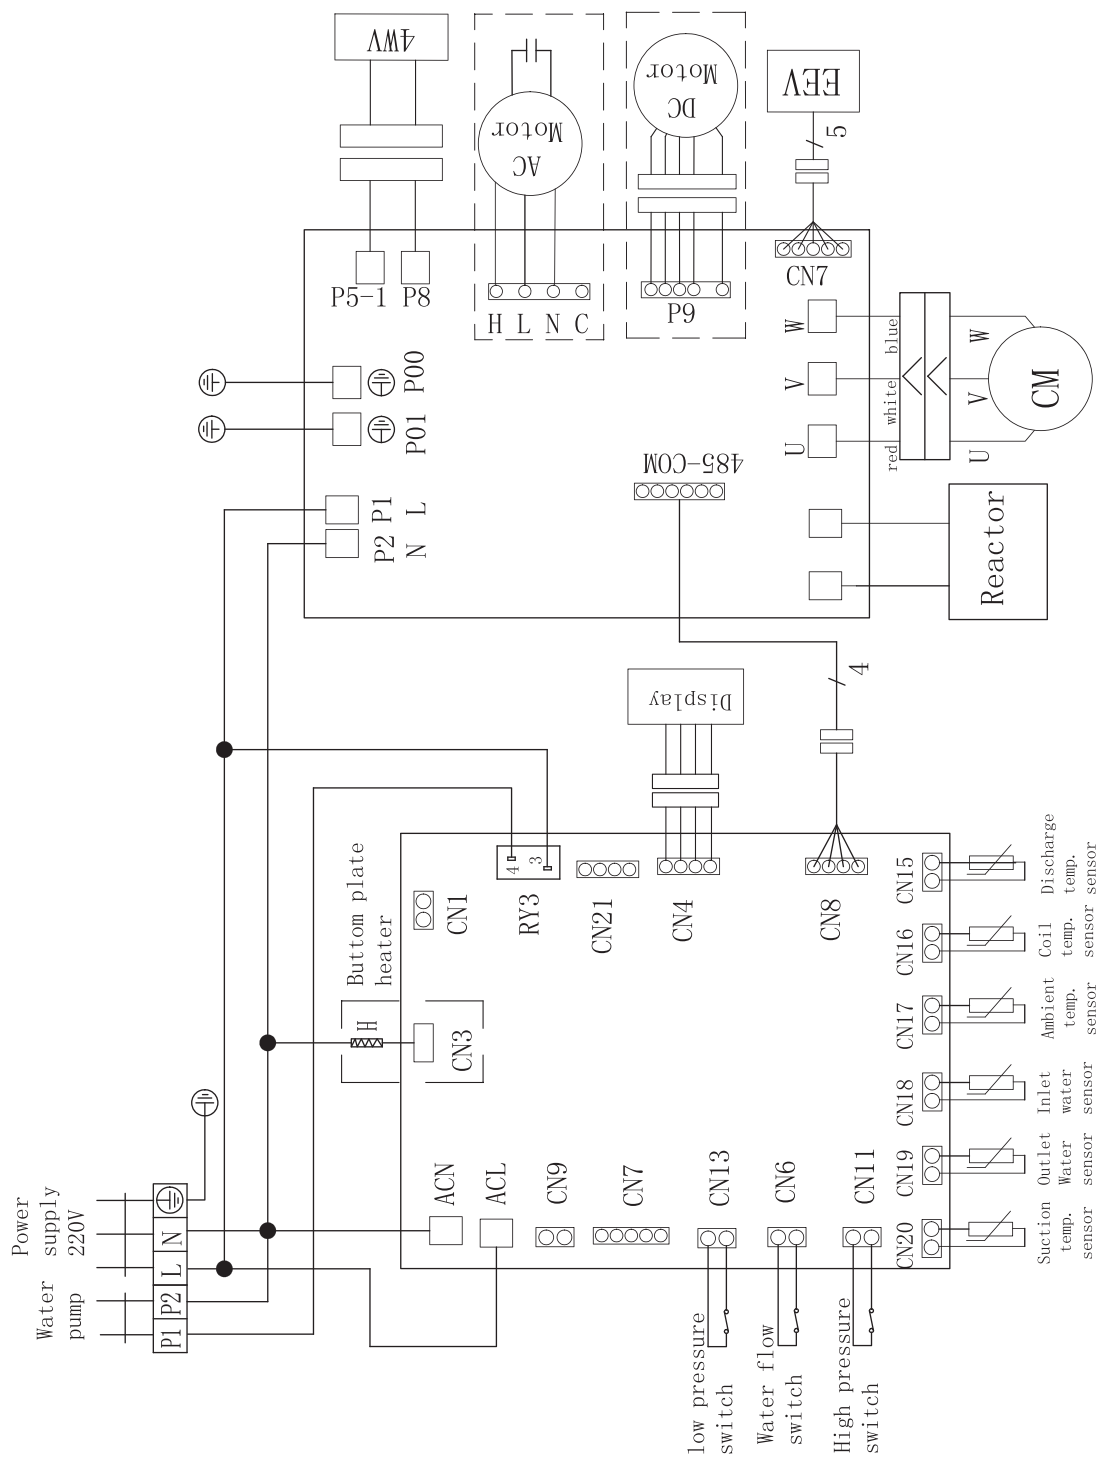 Power
supply
220V
Water
pump
N
L
P2
P1
Buttom plate
heater
H
CN3
ACN
ACL
CN9
CN7
CN13
CN6
CN11
low pressure
switch
Water flow
switch
High pressure
switch
CN1
RY3
4
3
CN21
CN4
CN8
Display
4
CN15
CN16
CN17
CN18
CN19
CN20
Discharge
temp.
sensor
Coil
temp.
sensor
Ambient
temp.
sensor
Inlet
water
sensor
Outlet
Water
sensor
Suction
temp.
sensor
4WV
AC
Motor
DC
Motor
EEV
5
P5-1
P8
H L N C
P9
CN7
P00
P01
P1
L
P2
N
485-COM
W
V
U
blue
white
red
W
V
U
CM
Reactor